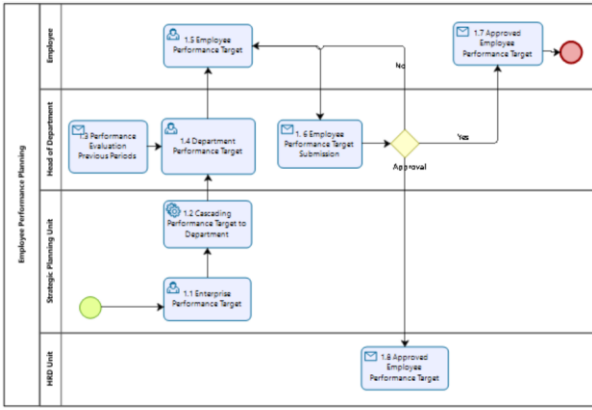 Employee Performance Planning
Employee
1.5 Employee
Performance Target
1.7 Approved
Employee
Performance Target
No
Head of Department
1.3 Performance
Evaluation
Previous Periods
1.4 Department
Performance Target
1. 6 Employee
Performance Target
Submission
Approval
Yes
Strategic Planning Unit
1.2 Cascading
Performance Target to
Department
1.1 Enterprise
Performance Target
HRD Unit
1.8 Approved
Employee
Performance Target